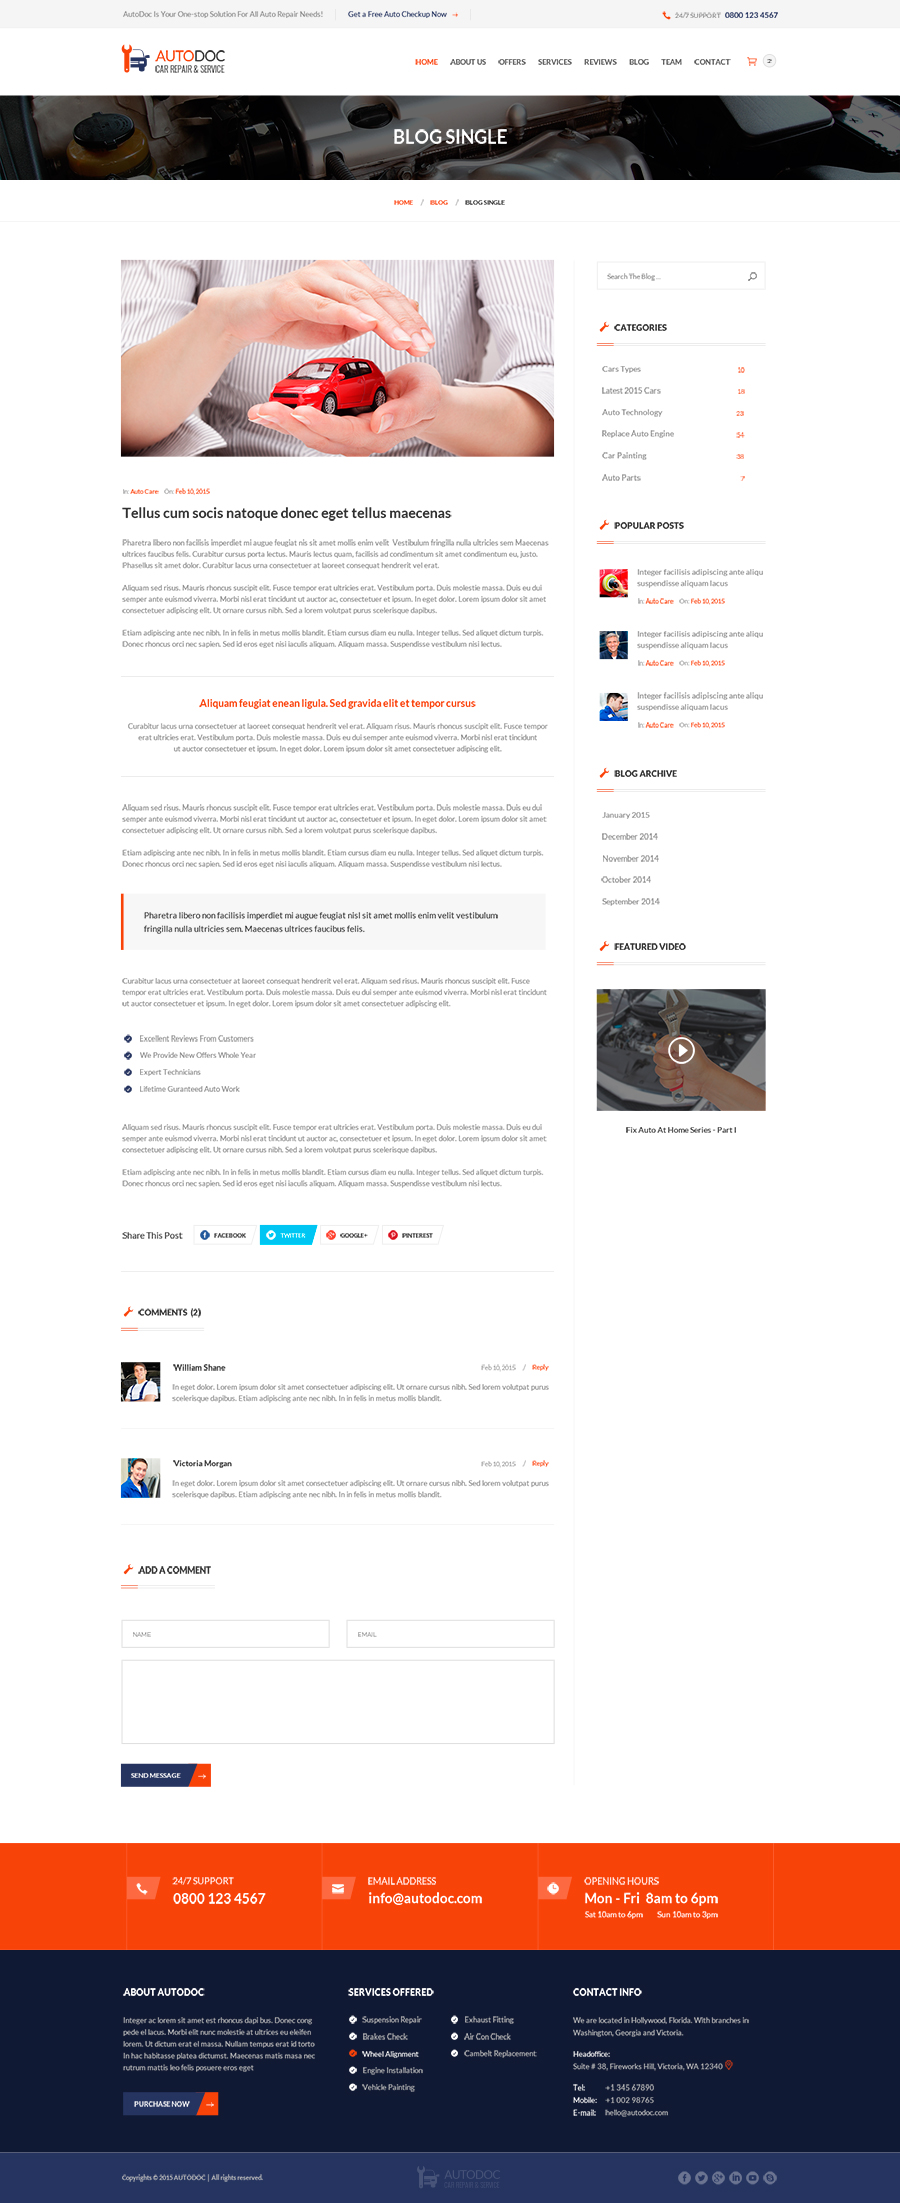 AutoDoc Is Your One-stop Solution For All Auto Repair Needs!
Get a Free Auto Checkup Now →
24/7 SUPPORT 0800 123 4567
AUTODOC
CAR REPAIR & SERVICE
HOME ABOUT US OFFERS SERVICES REVIEWS BLOG TEAM CONTACT
BLOG SINGLE
HOME / BLOG / BLOG SINGLE
In: Auto Care On: Feb 10, 2015
Tellus cum socis natoque donec eget tellus maecenas
Pharetra libero non facilisis imperdiet mi augue feugiat nis sit amet mollis enim velit Vestibulum fringilla nulla ultricies sem Maecenas
ultrices faucibus felis. Curabitur cursus porta lectus. Mauris lectus quam, facilisis ad condimentum sit amet condimentum eu, justo.
Phasellus sit amet dolor. Curabitur lacus urna consectetuer at laoreet consequat hendrerit vel erat.
Aliquam sed risus. Mauris rhoncus suscipit elit. Fusce tempor erat ultricies erat. Vestibulum porta. Duis molestie massa. Duis eu dui
semper ante euismod viverra. Morbi nisl erat tincidunt ut auctor ac, consectetuer et ipsum. In eget dolor. Lorem ipsum dolor sit amet
consectetuer adipiscing elit. Ut ornare cursus nibh. Sed a lorem volutpat purus scelerisque dapibus.
Etiam adipiscing ante nec nibh. In in felis in metus mollis blandit. Etiam cursus diam eu nulla. Integer tellus. Sed aliquet dictum turpis.
Donec rhoncus orci nec sapien. Sed id eros eget nisi iaculis aliquam. Aliquam massa. Suspendisse vestibulum nisi lectus.
Aliquam feugiat enean ligula. Sed gravida elit et tempor cursus
Curabitur lacus urna consectetuer at laoreet consequat hendrerit vel erat. Aliquam risus. Mauris rhoncus suscipit elit. Fusce tempor
erat ultricies erat. Vestibulum porta. Duis molestie massa. Duis eu dui semper ante euismod viverra. Morbi nisl erat tincidunt
ut auctor consectetuer et ipsum. In eget dolor. Lorem ipsum dolor sit amet consectetuer adipiscing elit.
Aliquam sed risus. Mauris rhoncus suscipit elit. Fusce tempor erat ultricies erat. Vestibulum porta. Duis molestie massa. Duis eu dui
semper ante euismod viverra. Morbi nisl erat tincidunt ut auctor ac, consectetuer et ipsum. In eget dolor. Lorem ipsum dolor sit amet
consectetuer adipiscing elit. Ut ornare cursus nibh. Sed a lorem volutpat purus scelerisque dapibus.
Etiam adipiscing ante nec nibh. In in felis in metus mollis blandit. Etiam cursus diam eu nulla. Integer tellus. Sed aliquet dictum turpis.
Donec rhoncus orci nec sapien. Sed id eros eget nisi iaculis aliquam. Aliquam massa. Suspendisse vestibulum nisi lectus.
Pharetra libero non facilisis imperdiet mi augue feugiat nisl sit amet mollis enim velit vestibulum
fringilla nulla ultricies sem. Maecenas ultrices faucibus felis.
Curabitur lacus urna consectetuer at laoreet consequat hendrerit vel erat. Aliquam sed risus. Mauris rhoncus suscipit elit. Fusce
tempor erat ultricies erat. Vestibulum porta. Duis molestie massa. Duis eu dui semper ante euismod viverra. Morbi nisl erat tincidunt
ut auctor consectetuer et ipsum. In eget dolor. Lorem ipsum dolor sit amet consectetuer adipiscing elit.
Excellent Reviews From Customers
We Provide New Offers Whole Year
Expert Technicians
Lifetime Guranteed Auto Work
Aliquam sed risus. Mauris rhoncus suscipit elit. Fusce tempor erat ultricies erat. Vestibulum porta. Duis molestie massa. Duis eu dui
semper ante euismod viverra. Morbi nisl erat tincidunt ut auctor ac, consectetuer et ipsum. In eget dolor. Lorem ipsum dolor sit amet
consectetuer adipiscing elit. Ut ornare cursus nibh. Sed a lorem volutpat purus scelerisque dapibus.
Etiam adipiscing ante nec nibh. In in felis in metus mollis blandit. Etiam cursus diam eu nulla. Integer tellus. Sed aliquet dictum turpis.
Donec rhoncus orci nec sapien. Sed id eros eget nisi iaculis aliquam. Aliquam massa. Suspendisse vestibulum nisi lectus.
Share This Post FACEBOOK TWITTER GOOGLE+ PINTEREST
COMMENTS (2)
William Shane Feb 10, 2015 / Reply
In eget dolor. Lorem ipsum dolor sit amet consectetuer adipiscing elit. Ut ornare cursus nibh. Sed lorem volutpat purus
scelerisque dapibus. Etiam adipiscing ante nec nibh. In in felis in metus mollis blandit.
Victoria Morgan Feb 10, 2015 / Reply
In eget dolor. Lorem ipsum dolor sit amet consectetuer adipiscing elit. Ut ornare cursus nibh. Sed lorem volutpat purus
scelerisque dapibus. Etiam adipiscing ante nec nibh. In in felis in metus mollis blandit.
ADD A COMMENT
NAME EMAIL
SEND MESSAGE →
Search The Blog...
CATEGORIES
Cars Types 10
Latest 2015 Cars 18
Auto Technology 23
Replace Auto Engine 54
Car Painting 38
Auto Parts 7
POPULAR POSTS
Integer facilisis adipiscing ante aliqu
suspendisse aliquam lacus
In: Auto Care On: Feb 10, 2015
Integer facilisis adipiscing ante aliqu
suspendisse aliquam lacus
In: Auto Care On: Feb 10, 2015
Integer facilisis adipiscing ante aliqu
suspendisse aliquam lacus
In: Auto Care On: Feb 10, 2015
BLOG ARCHIVE
January 2015
December 2014
November 2014
October 2014
September 2014
FEATURED VIDEO
Fix Auto At Home Series - Part I
24/7 SUPPORT
0800 123 4567
EMAIL ADDRESS
info@autodoc.com
OPENING HOURS
Mon - Fri 8am to 6pm
Sat 10am to 6pm Sun 10am to 3pm
ABOUT AUTODOC
Integer ac lorem sit amet est rhoncus dapi bus. Donec cong
pede el lacus. Morbi elit nunc molestie at ultrices eu eleifen
lorem. Ut dictum erat el massa. Nullam tempus erat id torto
In hac habitasse platea dictumst. Maecenas matis masa nec
rutrum mattis leo felis posuere eros eget
PURCHASE NOW →
SERVICES OFFERED
Suspension Repair
Brakes Check
Wheel Alignment
Engine Installation
Vehicle Painting
Exhaust Fitting
Air Con Check
Cambelt Replacement
CONTACT INFO
We are located in Hollywood, Florida. With branches in
Washington, Georgia and Victoria.
Headoffice:
Suite # 38, Fireworks Hill, Victoria, WA 12340
Tel: +1 345 67890
Mobile: +1 002 98765
E-mail: hello@autodoc.com
Copyrights © 2015 AUTODOC | All rights reserved.
AUTODOC
CAR REPAIR & SERVICE